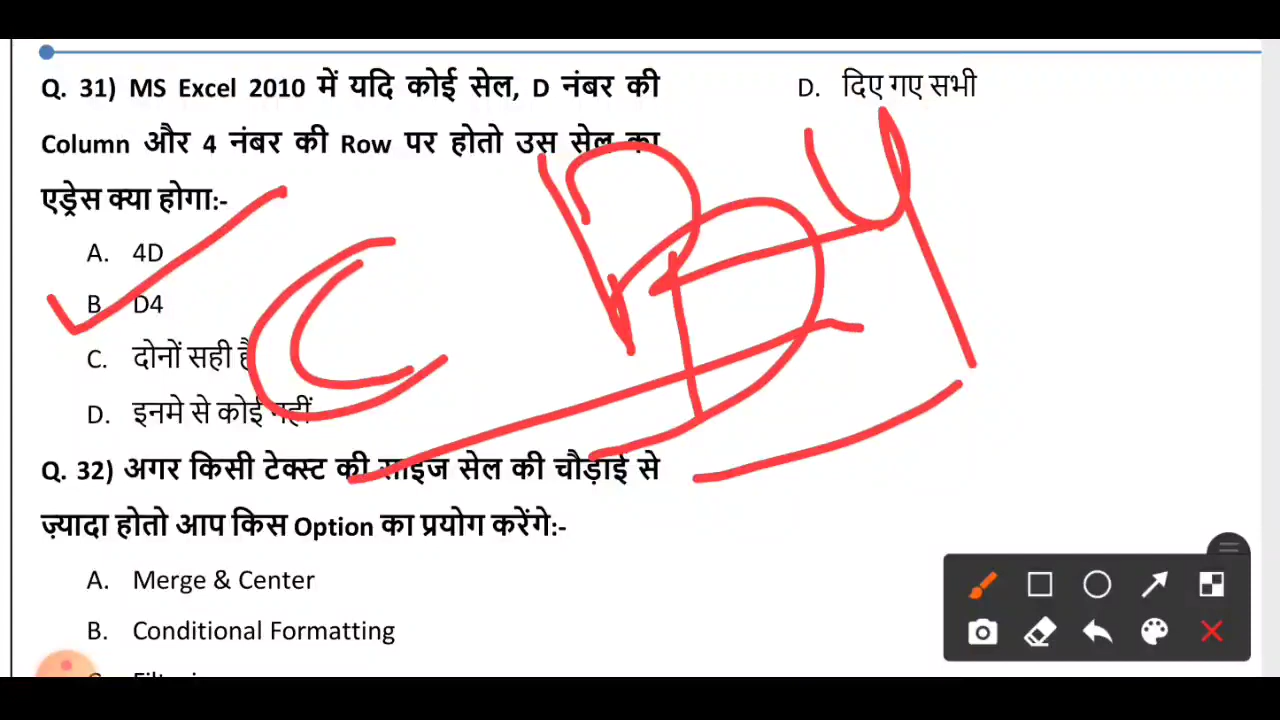 Q. 31) MS Excel 2010 में यदि कोई सेल, D नंबर की
Column और 4 नंबर की Row पर होतो उस सेल का
एड्रेस क्या होगा:-
A. 4D
B D4
C. दोनों सही है
D. इनमे से कोई नहीं
Q. 32) अगर किसी टेक्स्ट की साइज सेल की चौड़ाई से
ज़्यादा होतो आप किस Option का प्रयोग करेंगे:-
A. Merge & Center
B. Conditional Formatting
D. दिए गए सभी
C
D4